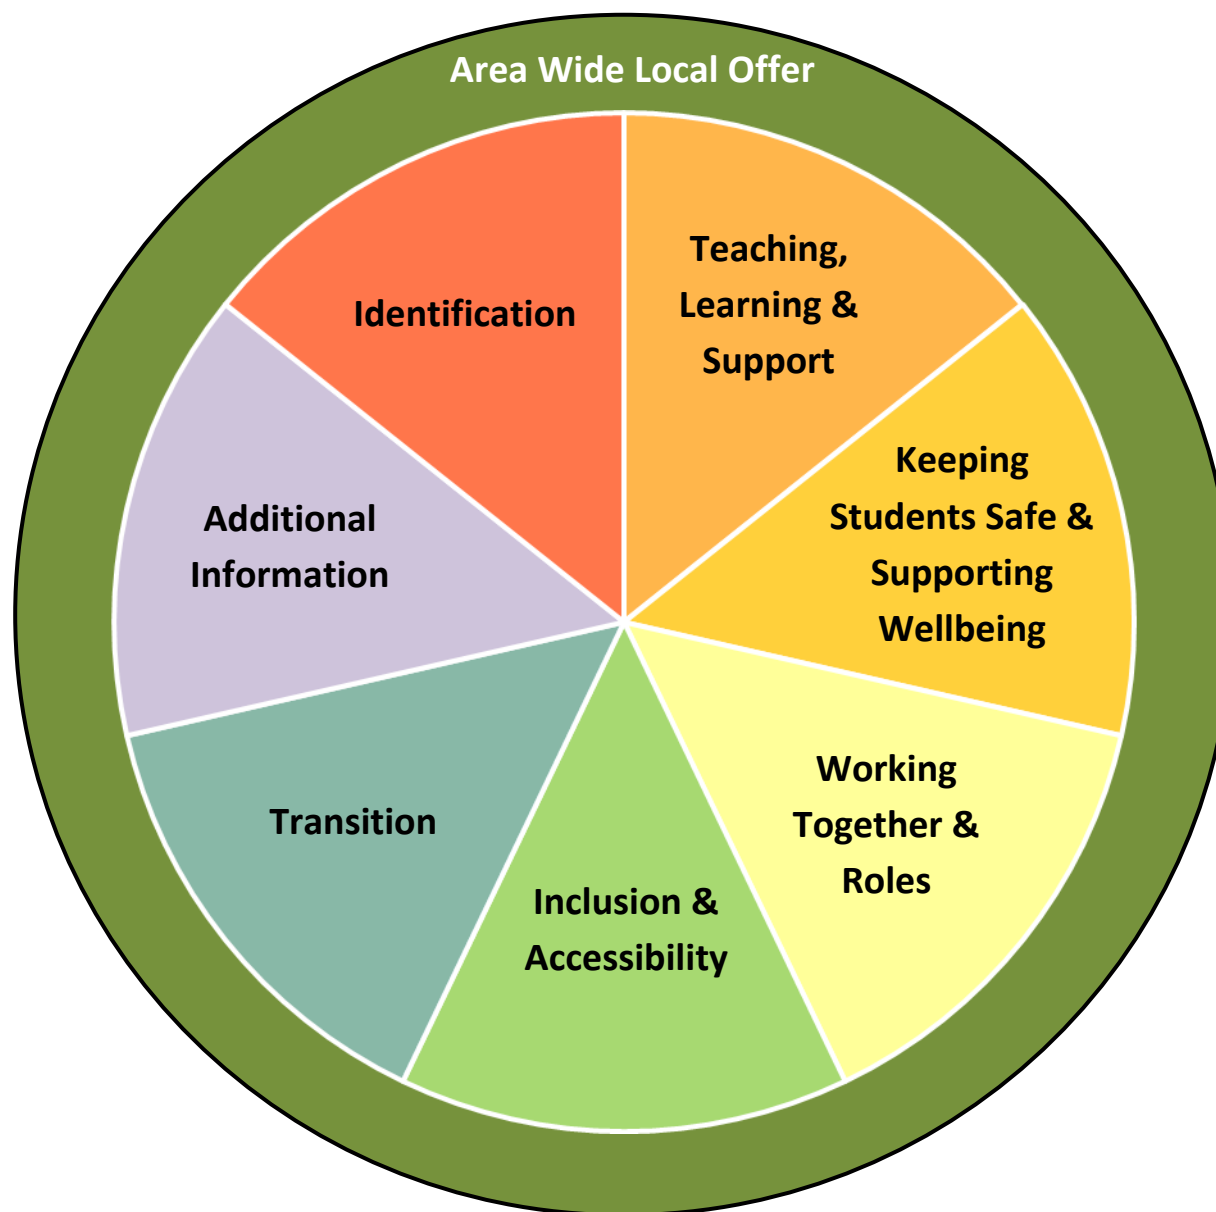 Area Wide Local Offer
Identification
Teaching,
Learning &
Support
Keeping
Students Safe &
Supporting
Wellbeing
Working
Together &
Roles
Inclusion &
Accessibility
Transition
Additional
Information